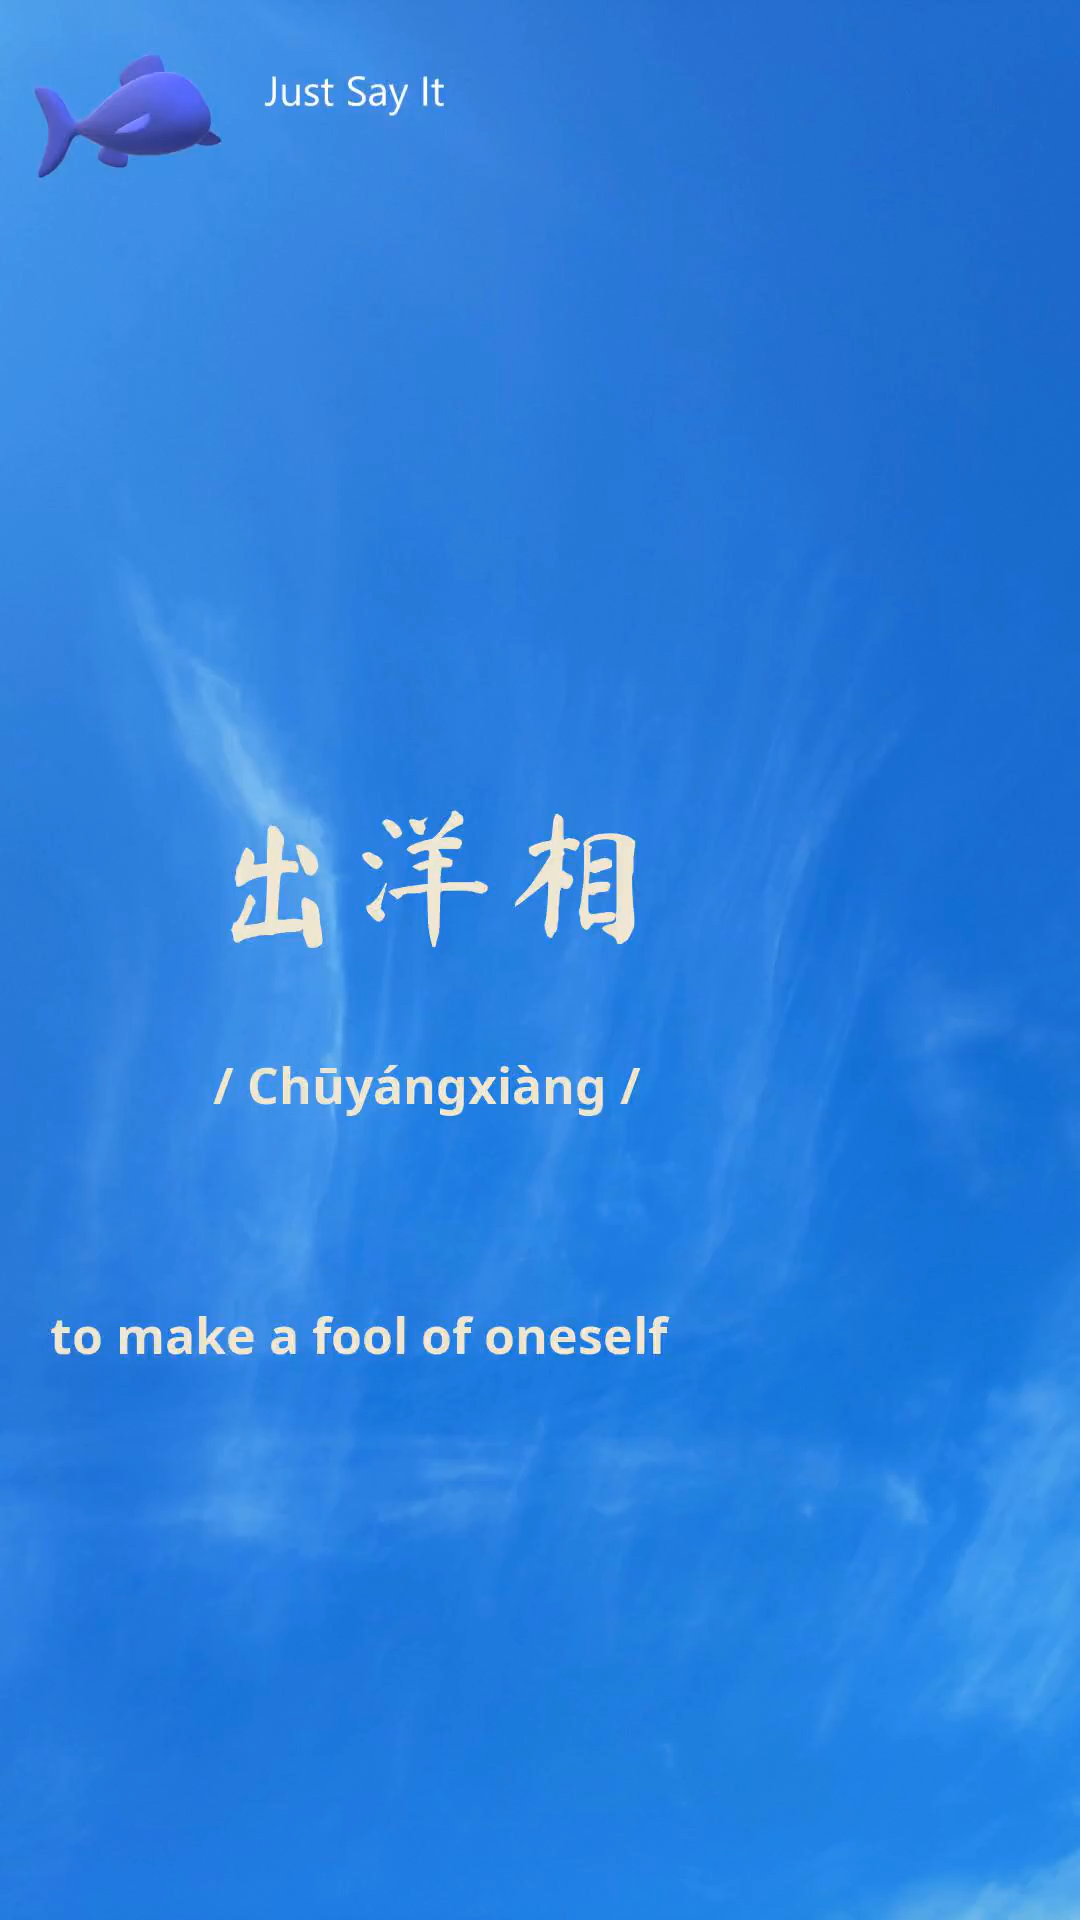 Just Say It
出洋相
/ Chūyángxiàng /
to make a fool of oneself